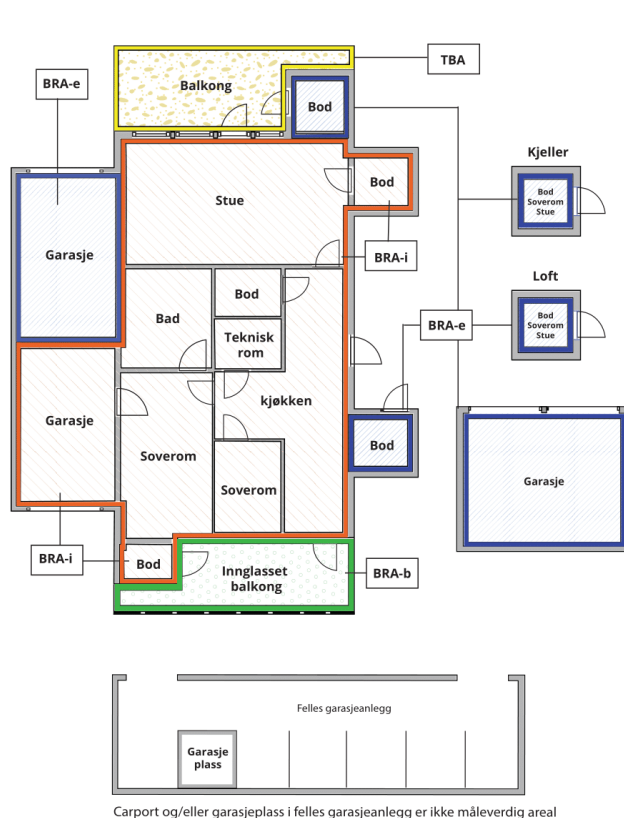 TBA
BRA-e
Balkong
Bod
Kjeller
Stue
Bod
Bod
Soverom
Stue
Garasje
BRA-i
Loft
Bod
Bad
Teknisk
rom
BRA-e
Bod
Soverom
Stue
kjøkken
Garasje
Soverom
Bod
Garasje
Soverom
BRA-i
Bod
Innglasset
balkong
BRA-b
Felles garasjeanlegg
Garasje
plass
Carport og/eller garasjeplass i felles garasjeanlegg er ikke måleverdig areal